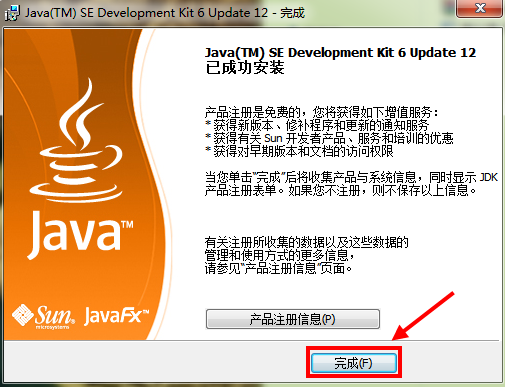 Java(TM) SE Development Kit 6 Update 12 - 完成
Java(TM) SE Development Kit 6 Update 12
已成功安装
产品注册是免费的，您将获得如下增值服务：
* 获得新版本、修补程序和更新的通知服务
* 获得有关 Sun 开发者产品、服务和培训的优惠
* 获得对早期版本和文档的访问权限
当您单击“完成”后将收集产品与系统信息，同时显示 JDK
产品注册表单。如果您不注册，则不保存以上信息。
有关注册所收集的数据以及这些数据的
管理和使用方式的更多信息，
请参见“产品注册信息”页面。
Java™
Sun
microsystems
JavaFX™
产品注册信息(P)
完成(F)